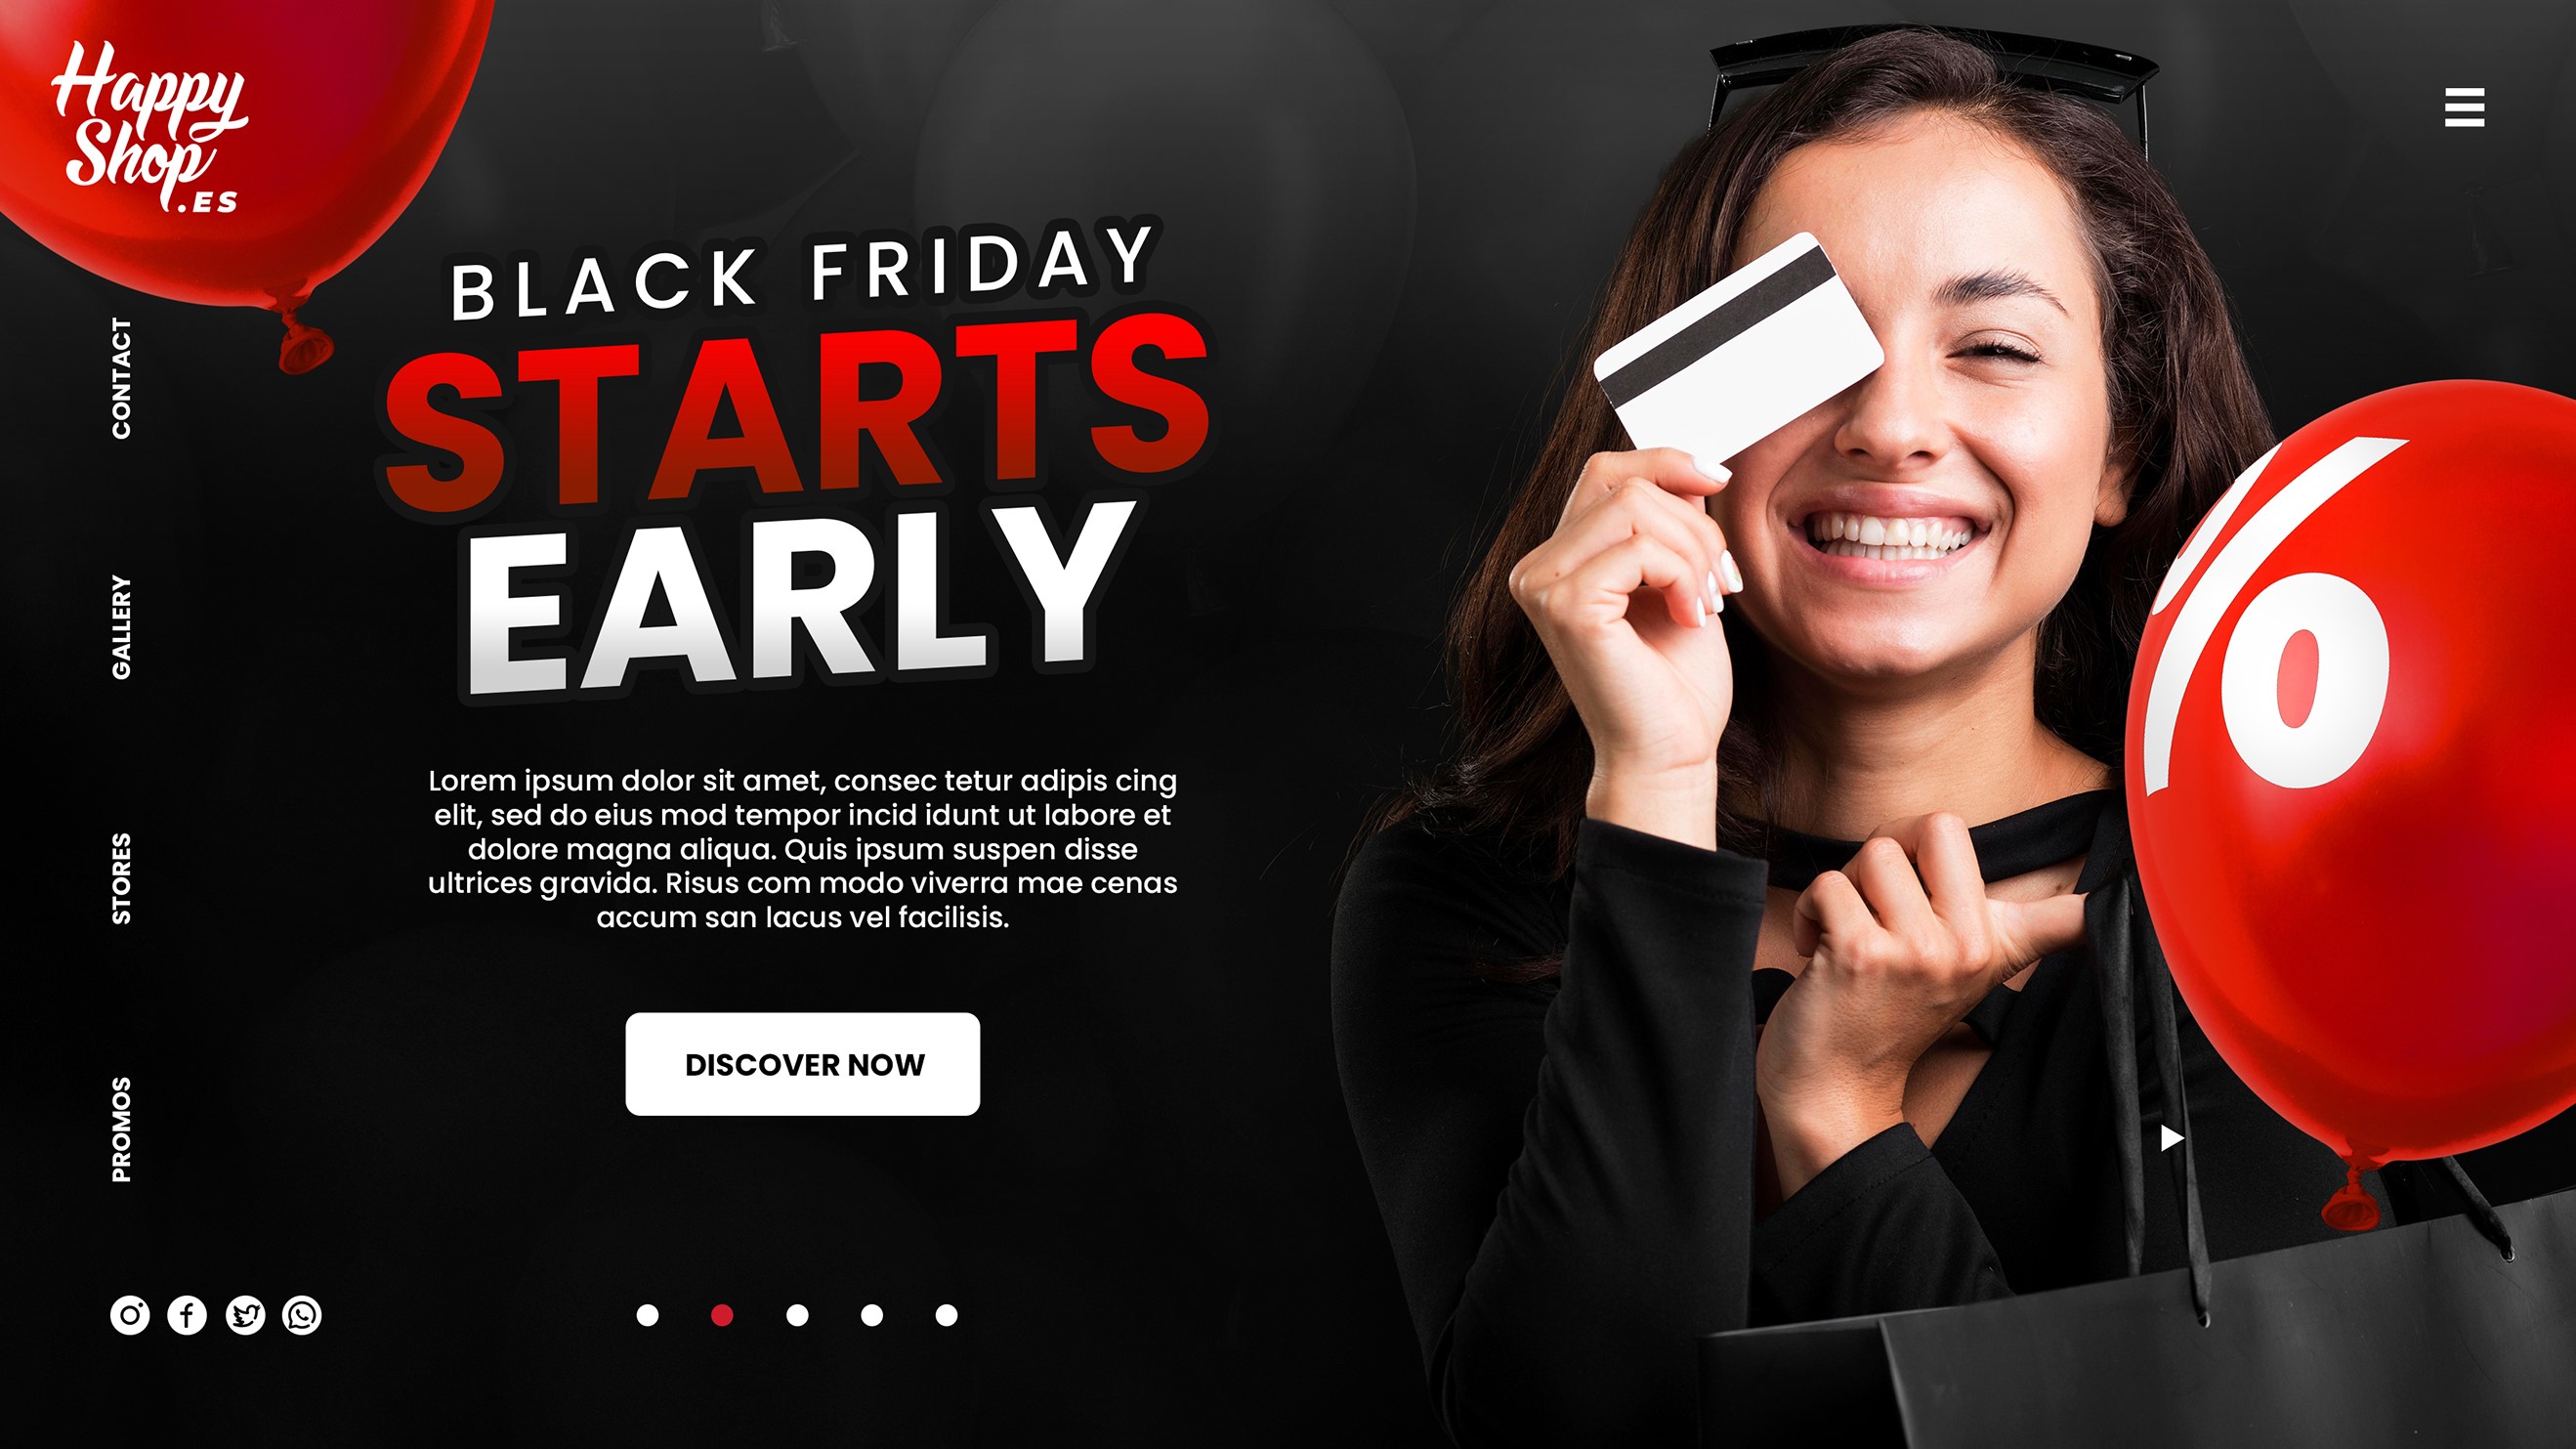 Happy
Shop
.ES
BLACK FRIDAY
STARTS
EARLY
CONTACT
GALLERY
STORES
PROMOS
Lorem ipsum dolor sit amet, consec tetur adipis cing
elit, sed do eius mod tempor incid idunt ut labore et
dolore magna aliqua. Quis ipsum suspen disse
ultrices gravida. Risus com modo viverra mae cenas
accum san lacus vel facilisis.
DISCOVER NOW
%